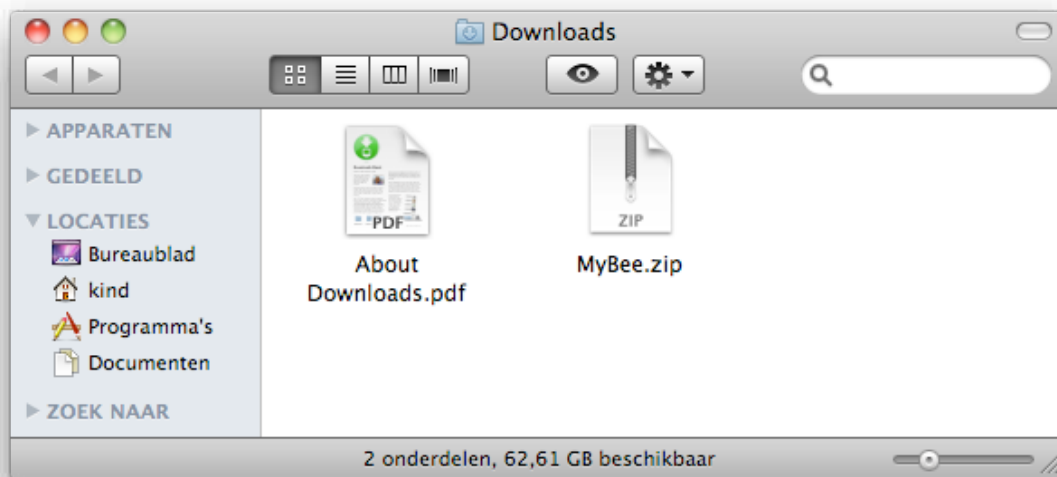 Downloads
APPARATEN
GEDEELD
LOCATIES
Bureaublad
kind
Programma's
Documenten
ZOEK NAAR
PDF
About
Downloads.pdf
ZIP
MyBee.zip
2 onderdelen, 62,61 GB beschikbaar